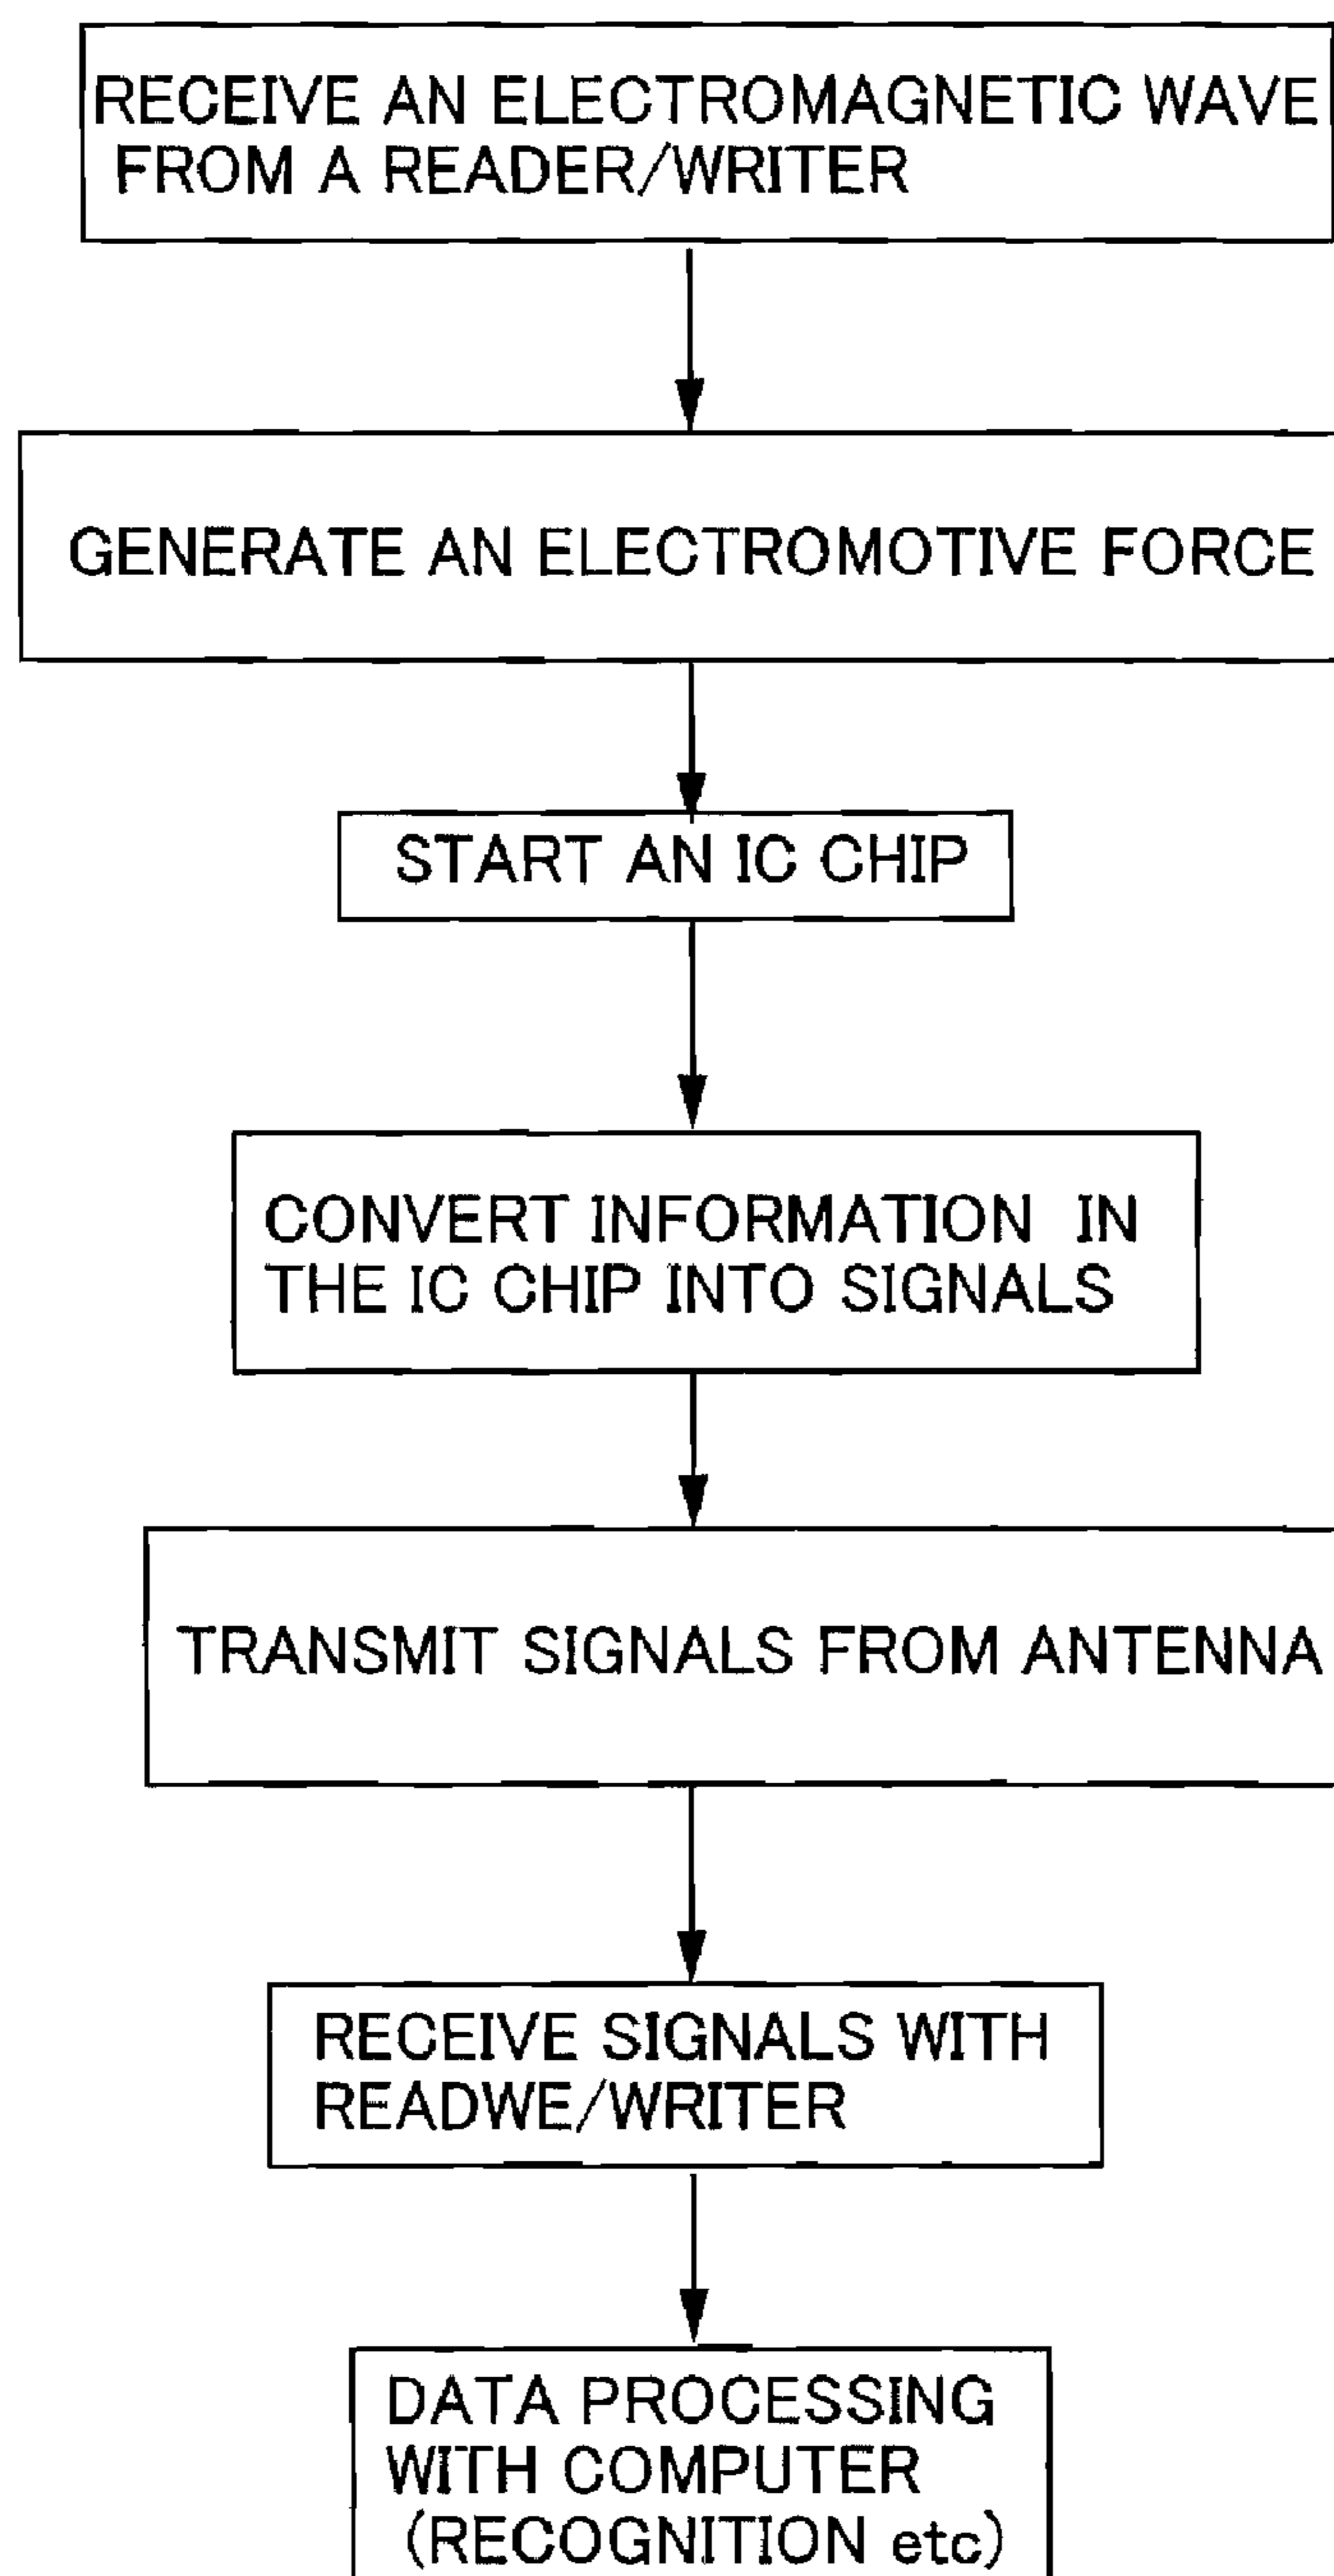 RECEIVE AN ELECTROMAGNETIC WAVE
FROM A READER/WRITER
GENERATE AN ELECTROMOTIVE FORCE
START AN IC CHIP
CONVERT INFORMATION IN
THE IC CHIP INTO SIGNALS
TRANSMIT SIGNALS FROM ANTENNA
RECEIVE SIGNALS WITH
READWE/WRITER
DATA PROCESSING
WITH COMPUTER
(RECOGNITION etc)